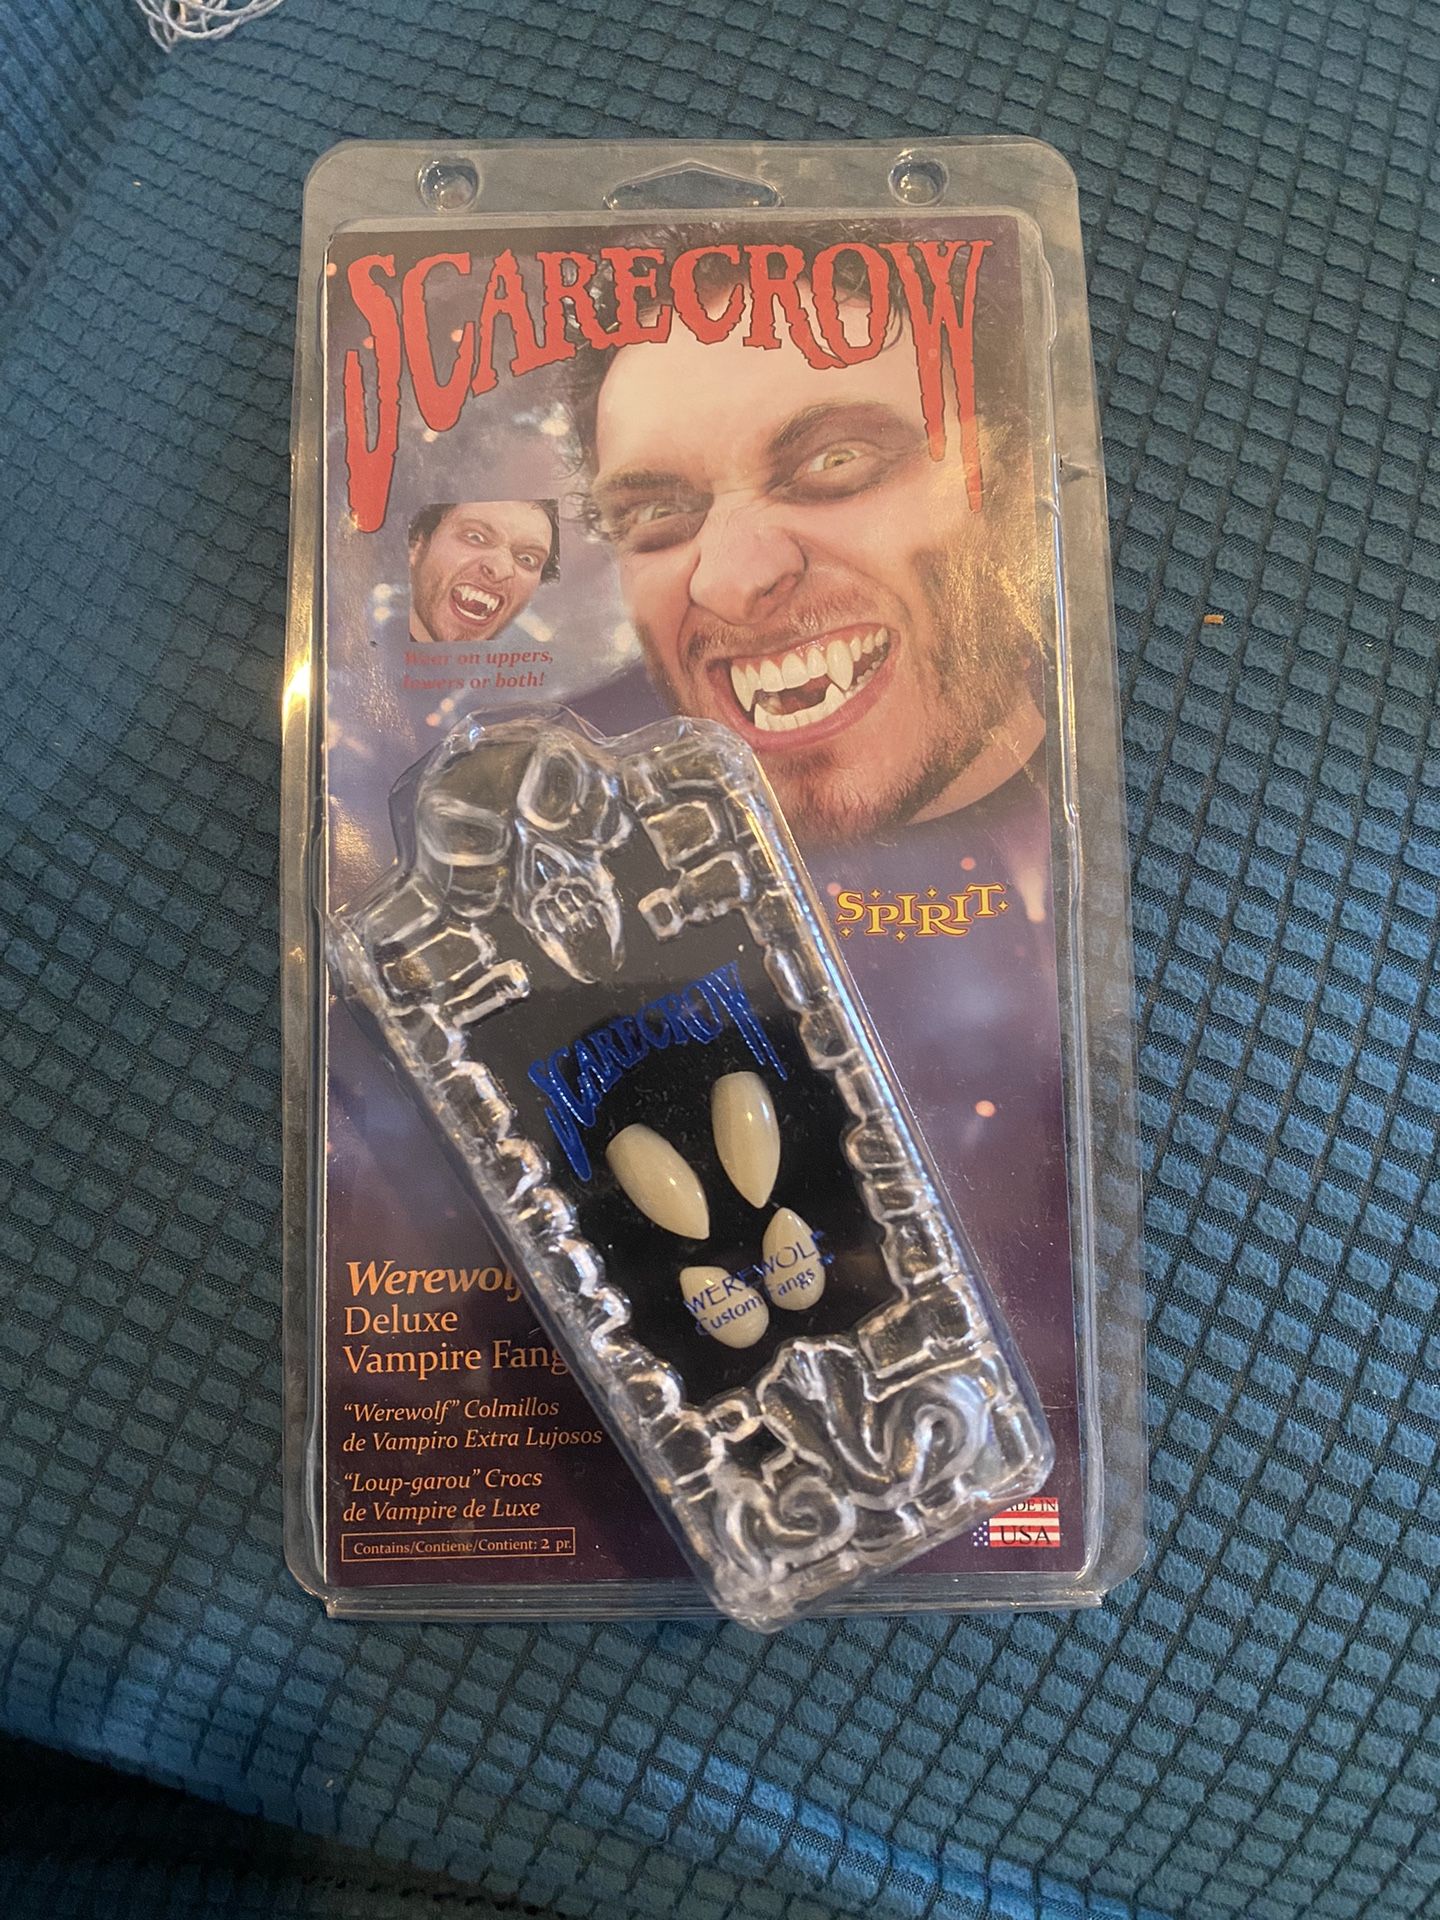 SCARECROW
Wear on uppers,
lowers or both!
SPIRIT
SCARECROW
WEREWOLF
Custom Fangs
Deluxe
Vampire
"Werewolf" Colmillos
de Vampiro Extra Lujosos
"Loup-garou" Crocs
de Vampire de Luxe
Contains/Contiene/Contient: 2 pr.
IN
USA